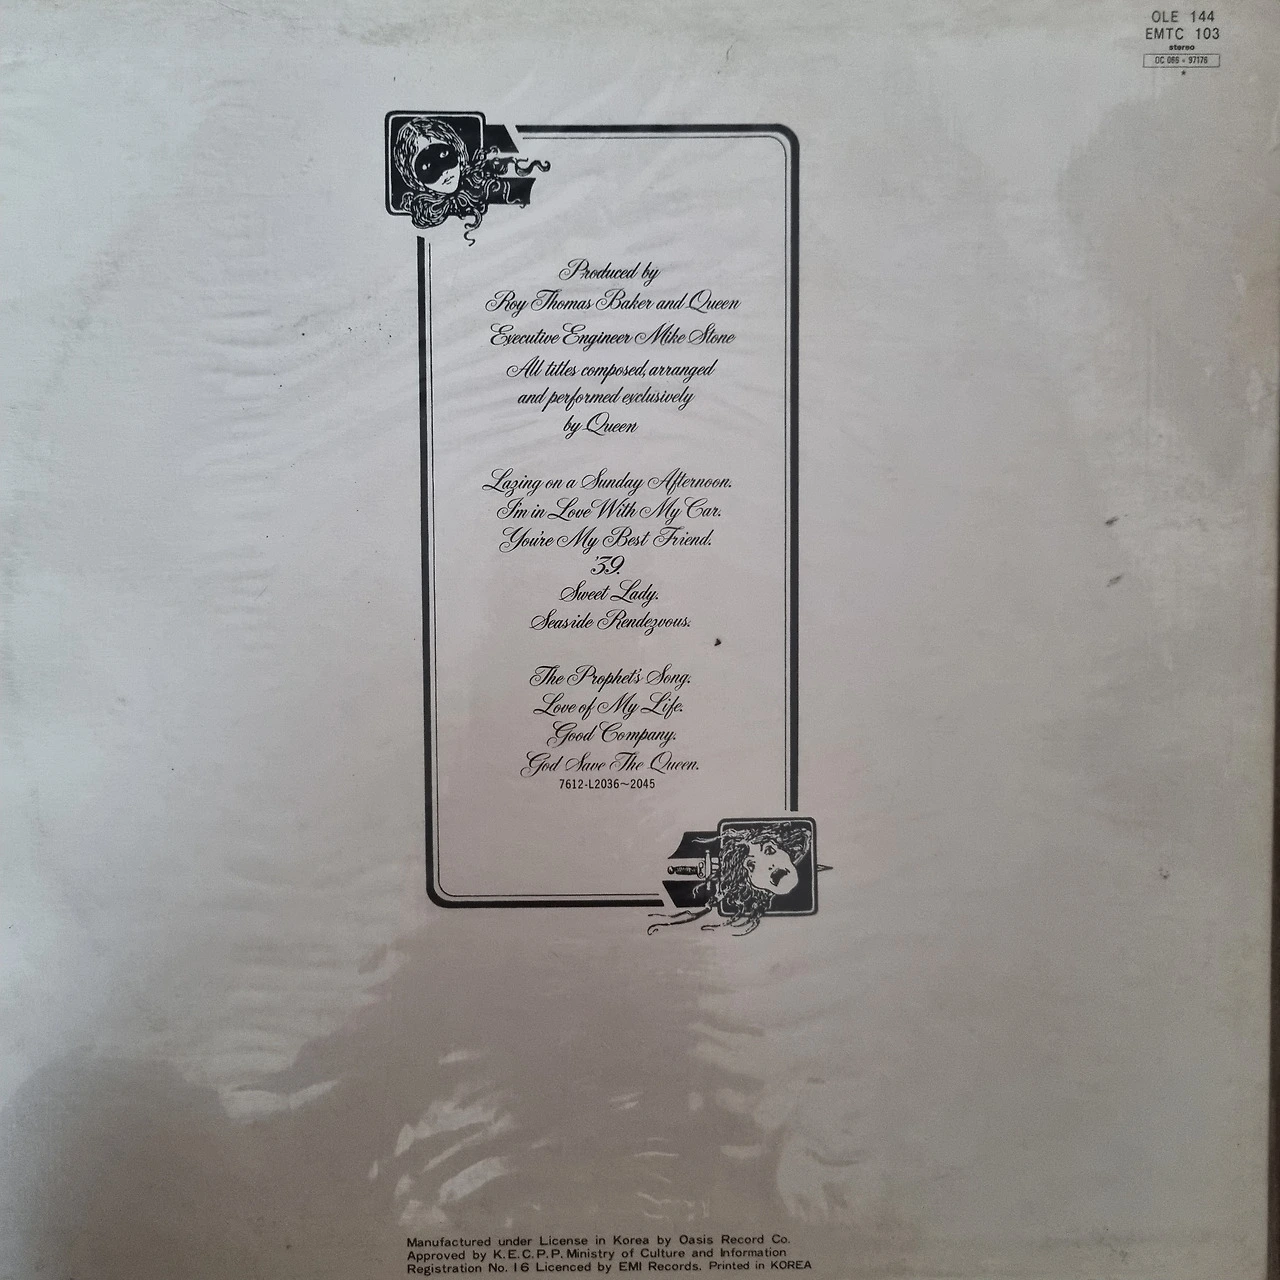 OLE 144
EMTC 103
stereo
OC 066 - 97176
*
Produced by
Roy Thomas Baker and Queen
Executive Engineer Mike Stone
All titles composed, arranged
and performed exclusively
by Queen
Lazing on a Sunday Afternoon.
I'm in Love With My Car.
You're My Best Friend.
'39.
Sweet Lady.
Seaside Rendezvous.
The Prophet's Song.
Love of My Life.
Good Company.
God Save The Queen.
7612-L2036~2045
Manufactured under License in Korea by Oasis Record Co.
Approved by K.E.C.P.P. Ministry of Culture and Information
Registration No. 16 Licenced by EMI Records. Printed in KOREA